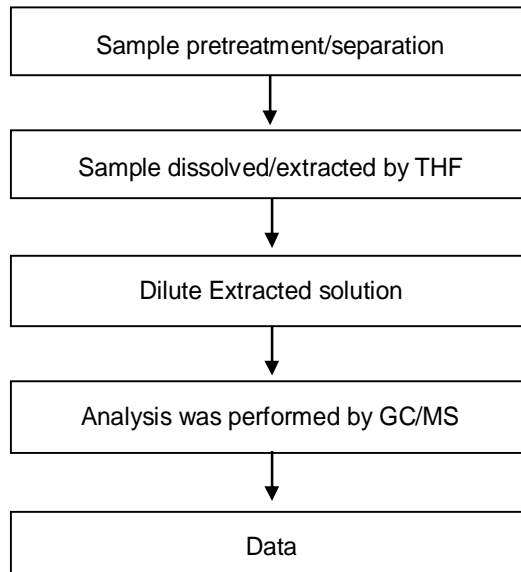 Sample pretreatment/separation
Sample dissolved/extracted by THF
Dilute Extracted solution
Analysis was performed by GC/MS
Data